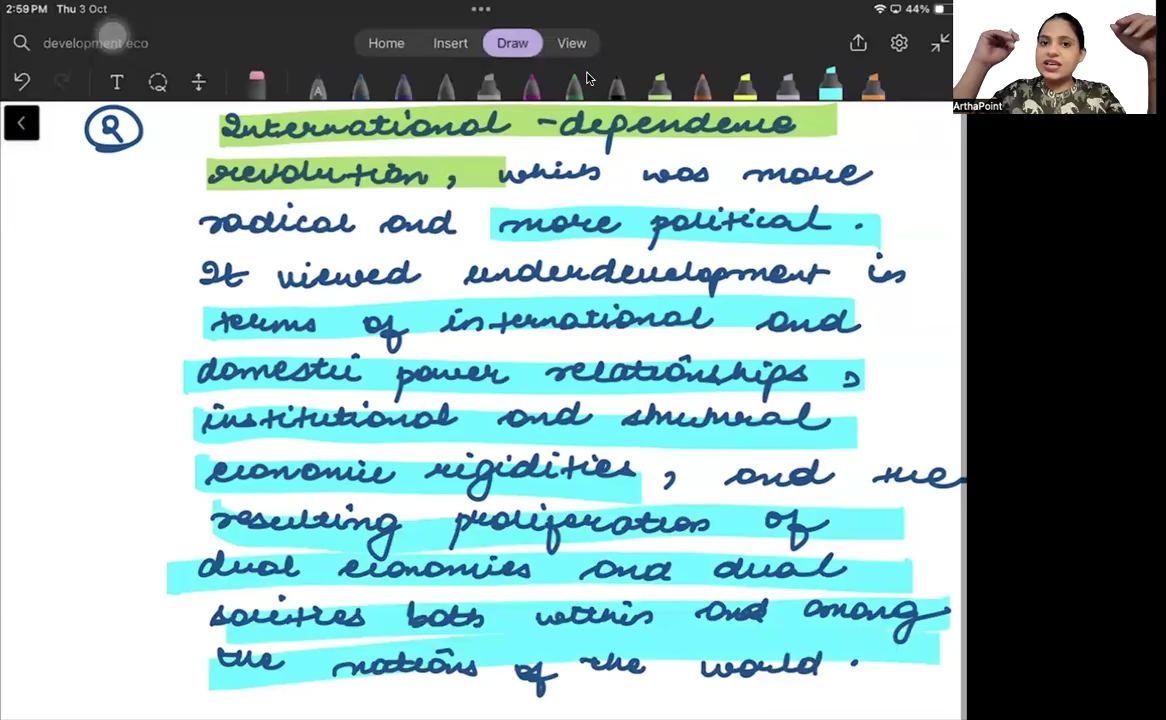 2:59 PM Thu 3 Oct
44%
development eco
Home Insert Draw View
T
A
ArthaPoint
R International-dependence
revolution, which was more
radical and more political.
It viewed underdevelopment in
terms of international and
domestic power relationships,
institutional and structural
economic rigidities, and the
resulting proliferation of
dual economies and dual
societies both within and among
the nations of the world.